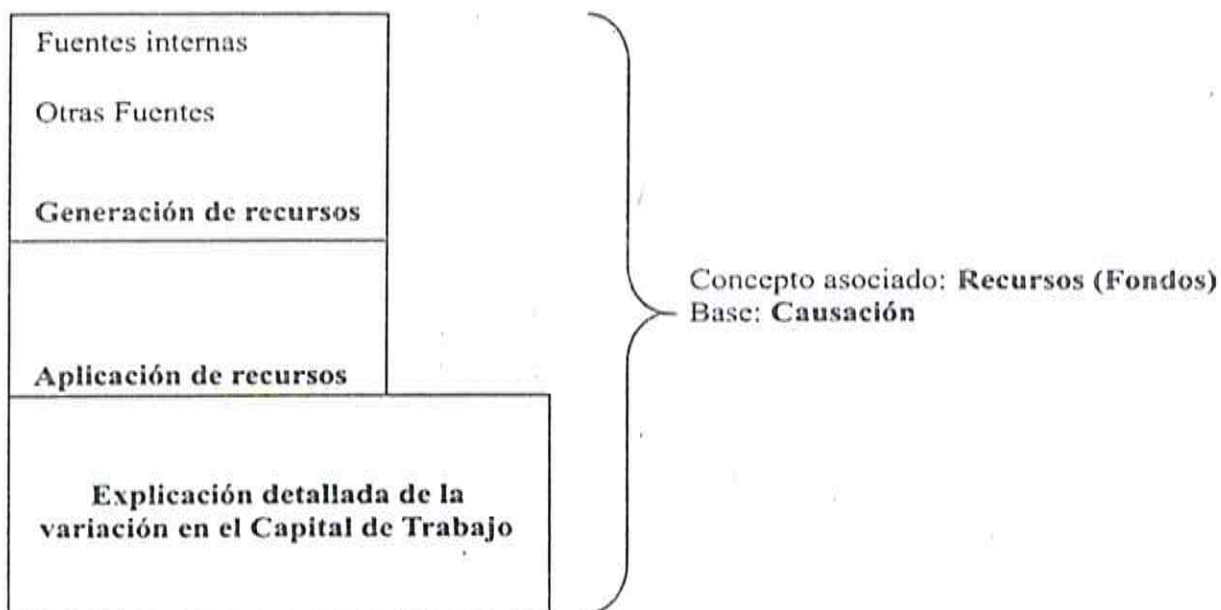 Fuentes internas
Otras Fuentes
Generación de recursos
Aplicación de recursos
Explicación detallada de la
variación en el Capital de Trabajo
Concepto asociado: Recursos (Fondos)
Base: Causación